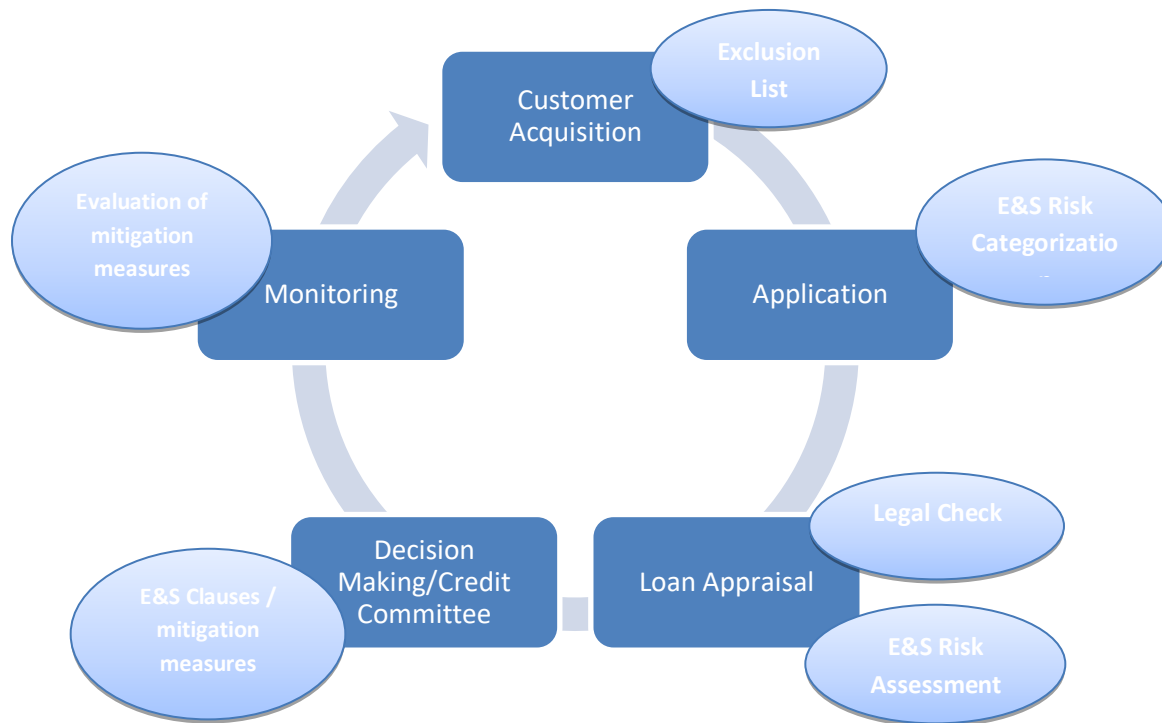 Exclusion
List
Customer
Acquisition
E&S Risk
Categorizatio
Application
Legal Check
Loan Appraisal
E&S Risk
Assessment
Decision
Making/Credit
Committee
E&S Clauses /
mitigation
measures
Evaluation of
mitigation
measures
Monitoring